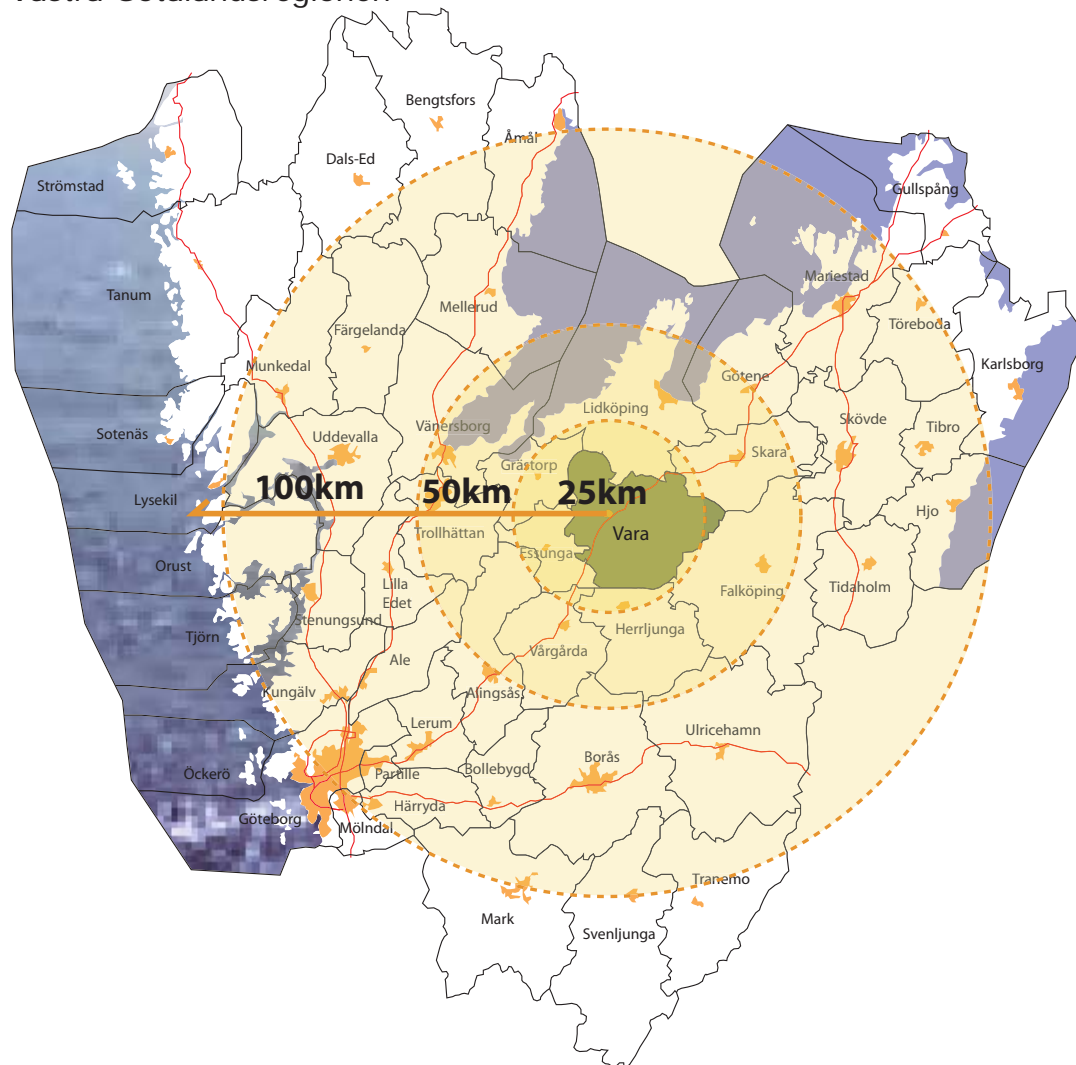 Västra Götalandsregionen
Bengtsfors
Åmål
Dals-Ed
Strömstad
Gullspång
Tanum
Mellerud
Mariestad
Färgelanda
Töreboda
Munkedal
Karlsborg
Götene
Lidköping
Sotenäs
Uddevalla
Vänersborg
Skövde
Tibro
Grästorp
Skara
Lysekil
100km 50km 25km
Hjo
Trollhättan
Vara
Essunga
Orust
Lilla
Edet
Falköping
Tidaholm
Stenungsund
Herrljunga
Tjörn
Vårgårda
Ale
Kungälv
Alingsås
Lerum
Ulricehamn
Borås
Öckerö
Partille
Bollebygd
Härryda
Göteborg
Mölndal
Tranemo
Mark
Svenljunga